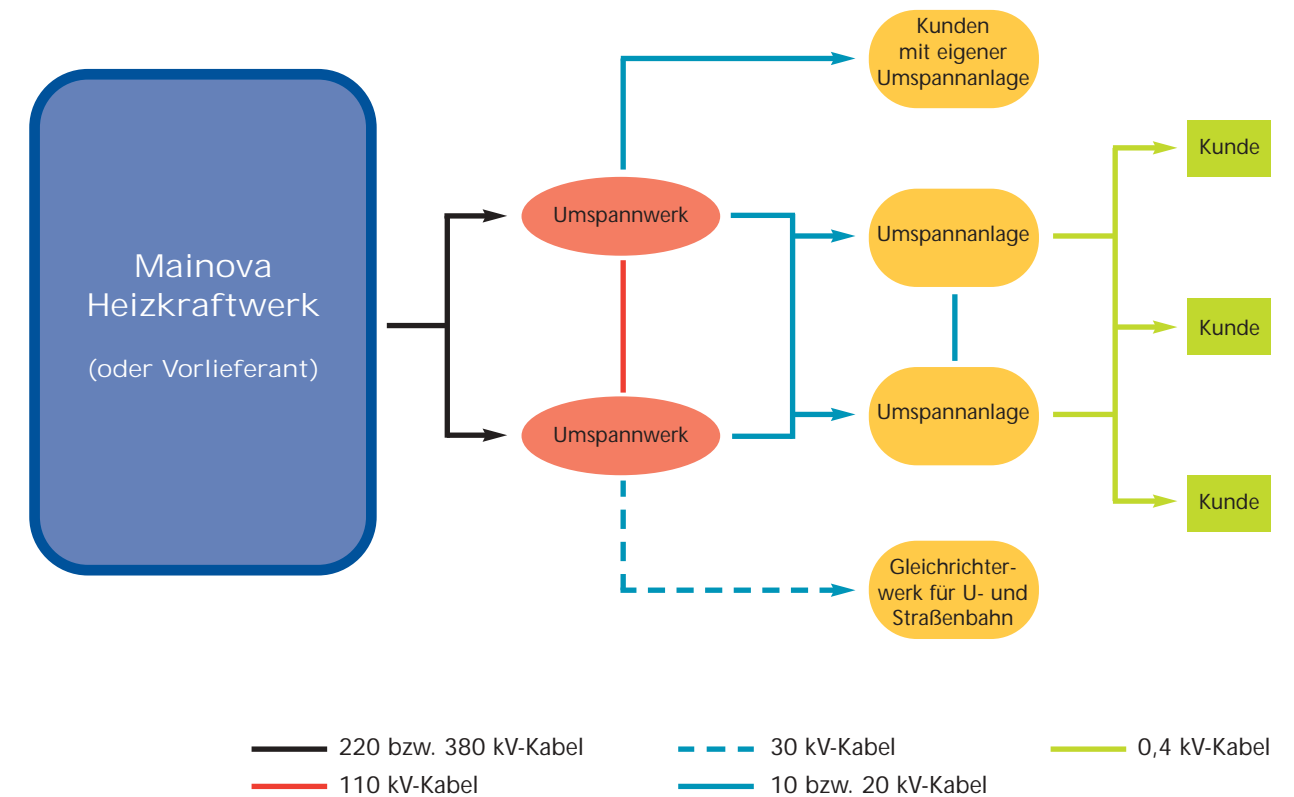 Kunden
mit eigener
Umspannanlage
Mainova
Heizkraftwerk
(oder Vorlieferant)
Umspannwerk
Umspannwerk
Umspannanlage
Umspannanlage
Gleichrichter-
werk für U- und
Straßenbahn
Kunde
Kunde
Kunde
220 bzw. 380 kV-Kabel
110 kV-Kabel
30 kV-Kabel
10 bzw. 20 kV-Kabel
0,4 kV-Kabel